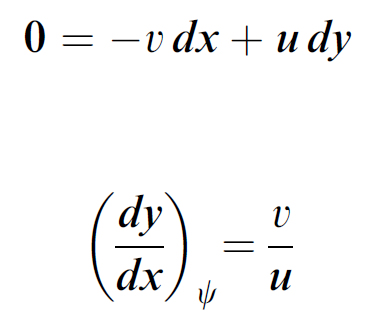 0 = −v dx + u dy
(dy/dx)_ψ = v/u